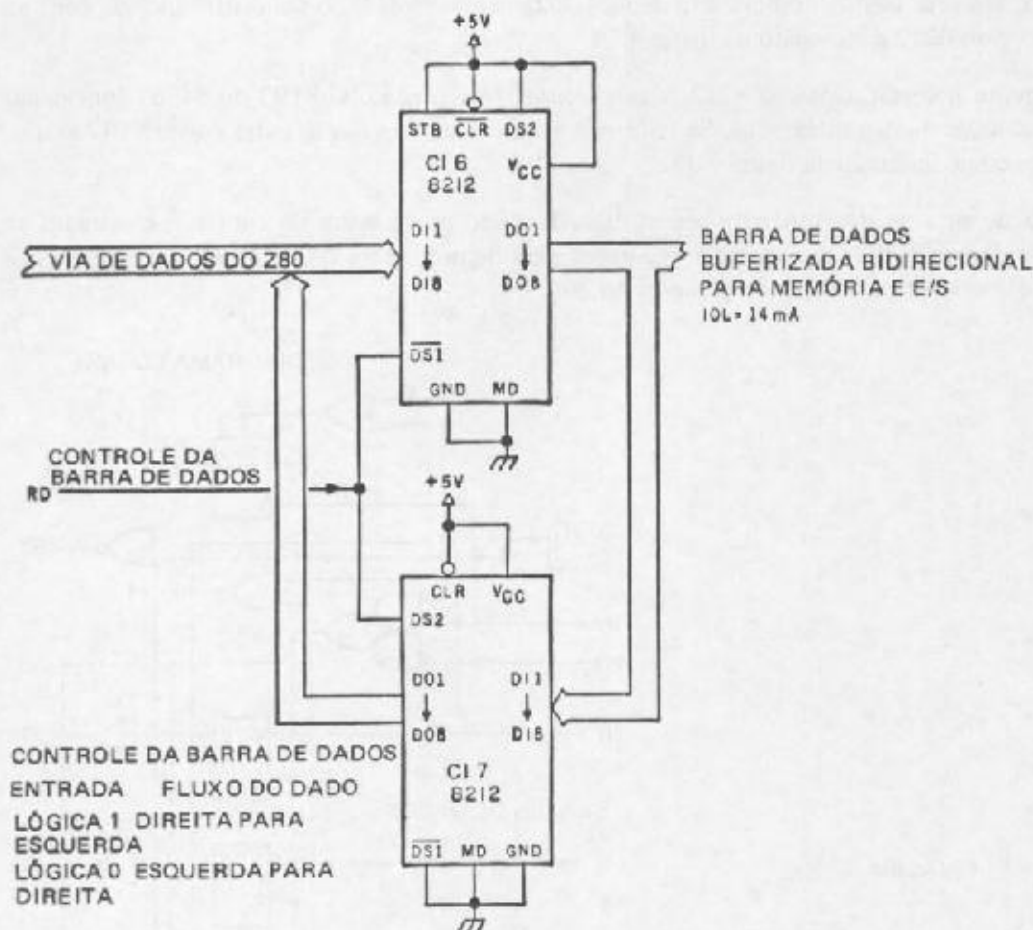 +5V
STB CLR DS2
VCC
CI 6
8212
DI1 DO1
DI8 DO8
DS1
GND MD
VIA DE DADOS DO Z80
BARRA DE DADOS
BUFERIZADA BIDIRECIONAL
PARA MEMÓRIA E E/S
IOL= 14mA
CONTROLE DA
BARRA DE DADOS
RD
+5V
CLR VCC
DS2
DO1 DI1
DO8 DI8
CI 7
8212
DS1 MD GND
CONTROLE DA BARRA DE DADOS
ENTRADA FLUXO DO DADO
LÓGICA 1 DIREITA PARA
ESQUERDA
LÓGICA 0 ESQUERDA PARA
DIREITA